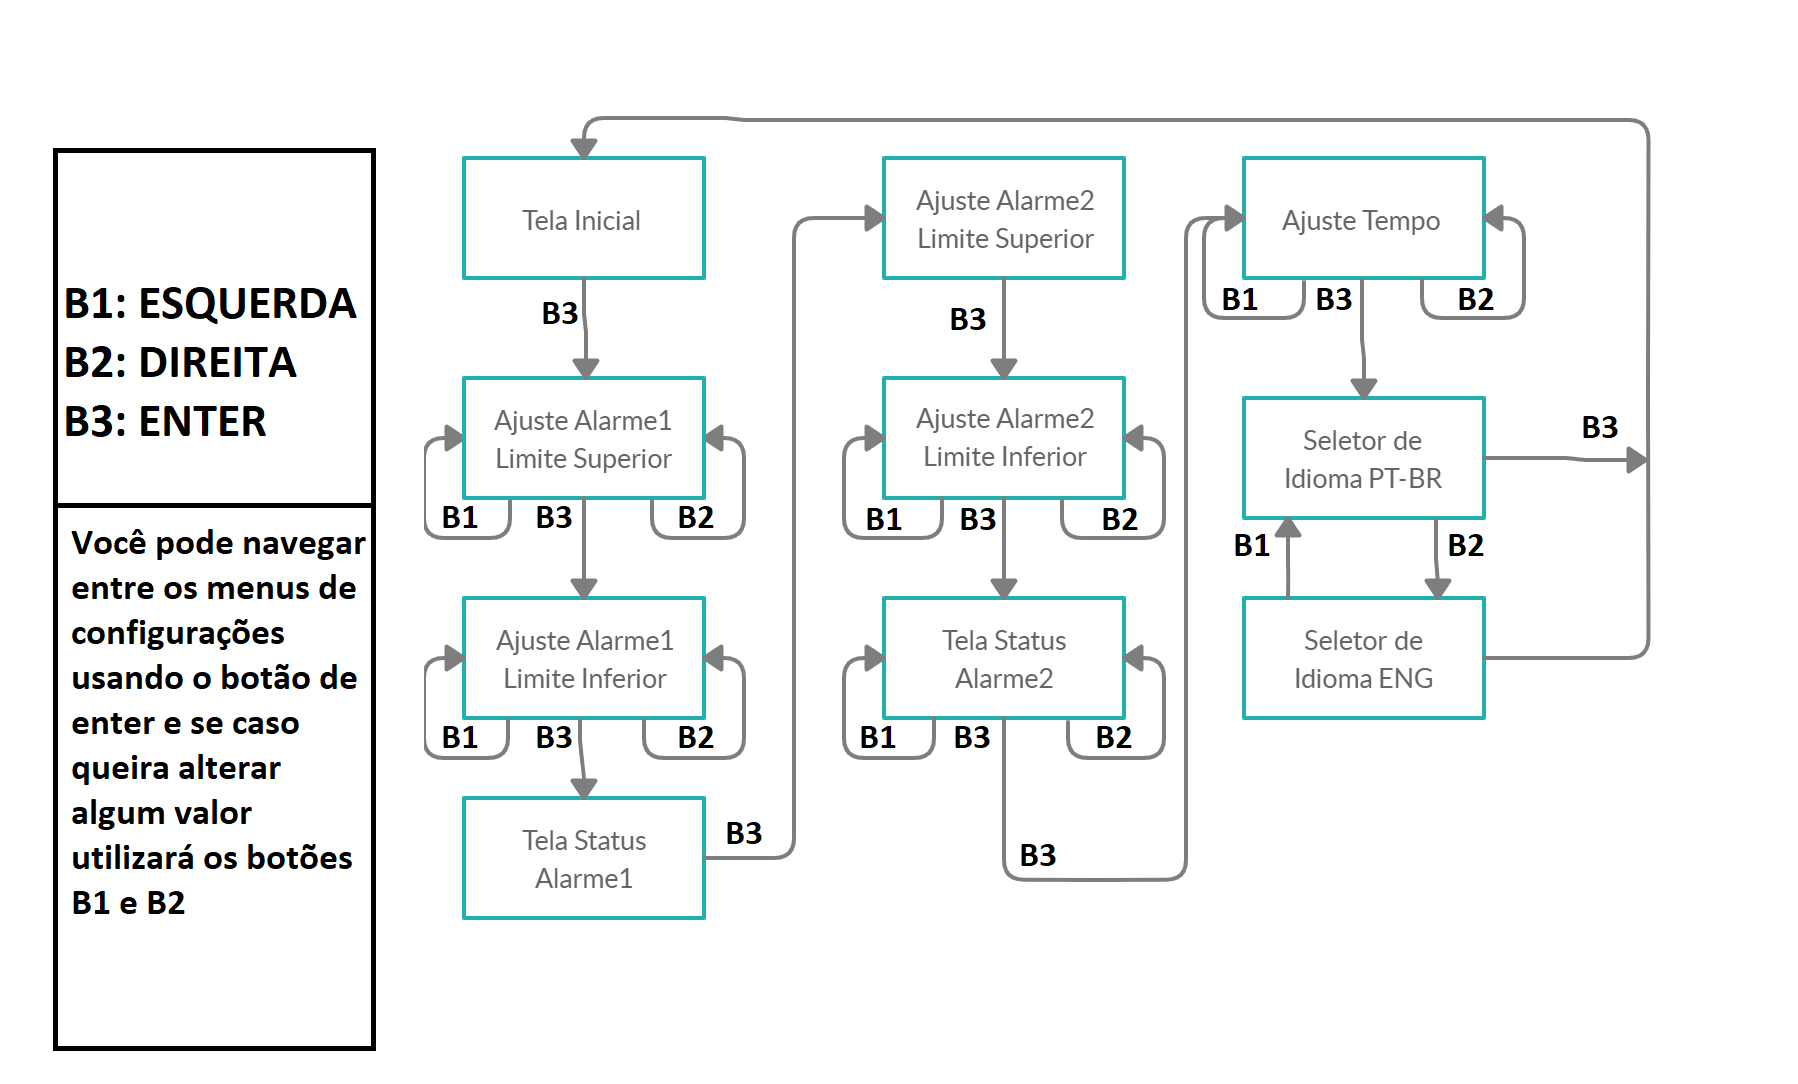 B1: ESQUERDA
B2: DIREITA
B3: ENTER
Você pode navegar
entre os menus de
configurações
usando o botão de
enter e se caso
queira alterar
algum valor
utilizará os botões
B1 e B2
Tela Inicial
B3
Ajuste Alarme1
Limite Superior
B1
B3
B2
Ajuste Alarme1
Limite Inferior
B1
B3
B2
Tela Status
Alarme1
B3
Ajuste Alarme2
Limite Superior
B3
Ajuste Alarme2
Limite Inferior
B1
B3
B2
Tela Status
Alarme2
B1
B3
B2
B3
Ajuste Tempo
B1
B3
B2
Seletor de
Idioma PT-BR
B3
B1
B2
Seletor de
Idioma ENG